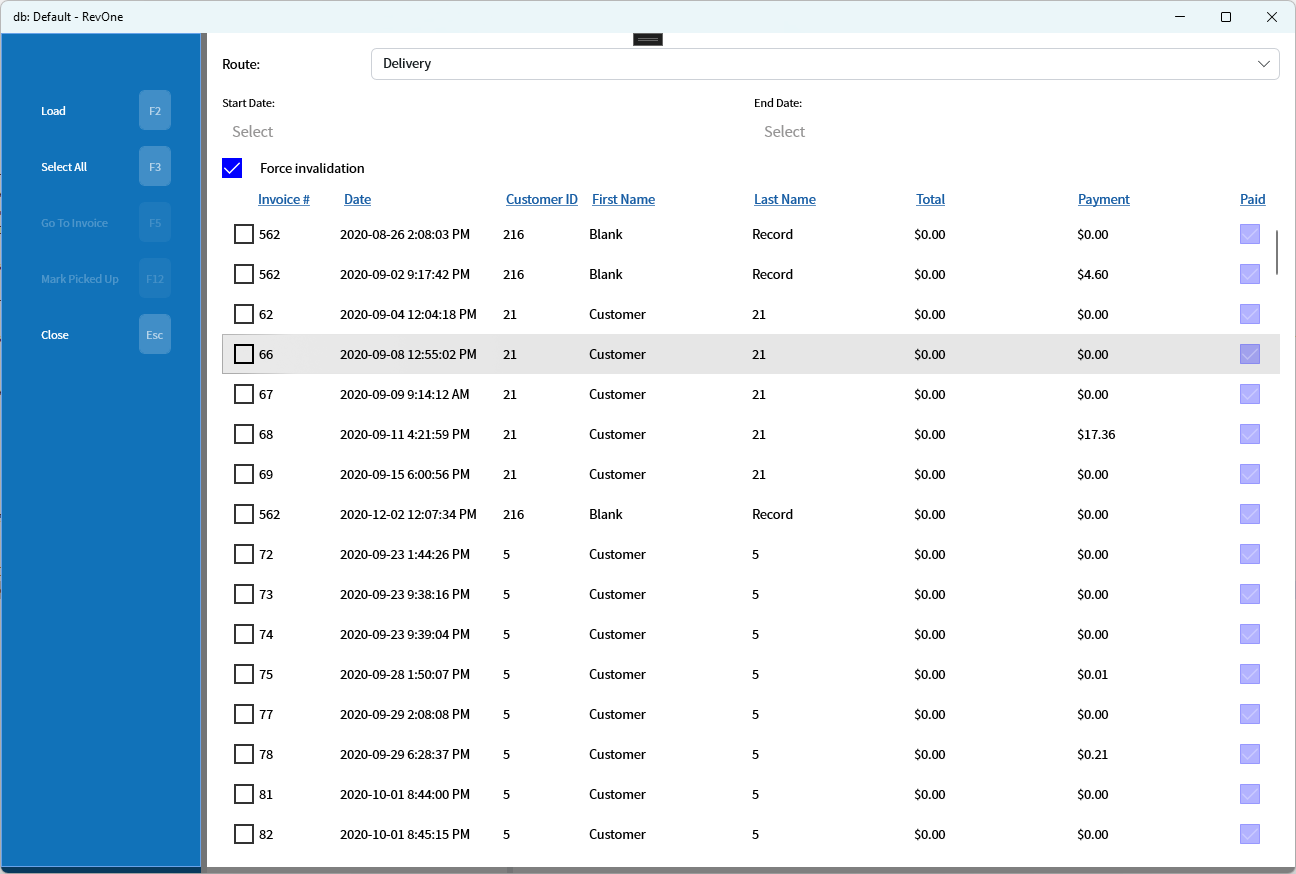 db: Default - RevOne
Load F2
Select All F3
Go To Invoice F5
Mark Picked Up F12
Close Esc
Route: Delivery
Start Date: End Date:
Select Select
Force invalidation
Invoice # Date Customer ID First Name Last Name Total Payment Paid
562 2020-08-26 2:08:03 PM 216 Blank Record $0.00 $0.00
562 2020-09-02 9:17:42 PM 216 Blank Record $0.00 $4.60
62 2020-09-04 12:04:18 PM 21 Customer 21 $0.00 $0.00
66 2020-09-08 12:55:02 PM 21 Customer 21 $0.00 $0.00
67 2020-09-09 9:14:12 AM 21 Customer 21 $0.00 $0.00
68 2020-09-11 4:21:59 PM 21 Customer 21 $0.00 $17.36
69 2020-09-15 6:00:56 PM 21 Customer 21 $0.00 $0.00
562 2020-12-02 12:07:34 PM 216 Blank Record $0.00 $0.00
72 2020-09-23 1:44:26 PM 5 Customer 5 $0.00 $0.00
73 2020-09-23 9:38:16 PM 5 Customer 5 $0.00 $0.00
74 2020-09-23 9:39:04 PM 5 Customer 5 $0.00 $0.00
75 2020-09-28 1:50:07 PM 5 Customer 5 $0.00 $0.01
77 2020-09-29 2:08:08 PM 5 Customer 5 $0.00 $0.00
78 2020-09-29 6:28:37 PM 5 Customer 5 $0.00 $0.21
81 2020-10-01 8:44:00 PM 5 Customer 5 $0.00 $0.00
82 2020-10-01 8:45:15 PM 5 Customer 5 $0.00 $0.00